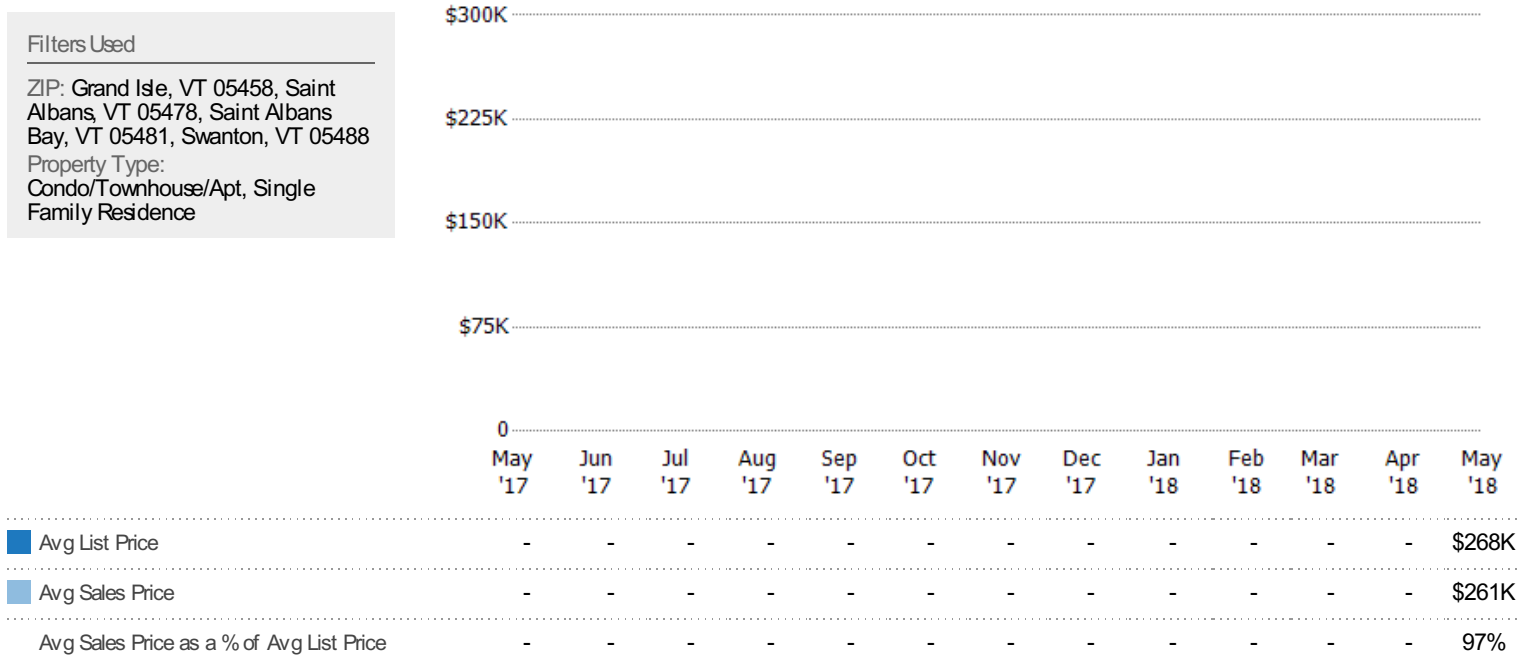 Filters Used
ZIP: Grand Isle, VT 05458, Saint
Albans, VT 05478, Saint Albans
Bay, VT 05481, Swanton, VT 05488
Property Type:
Condo/Townhouse/Apt, Single
Family Residence
$300K
$225K
$150K
$75K
0
May Jun Jul Aug Sep Oct Nov Dec Jan Feb Mar Apr May
'17 '17 '17 '17 '17 '17 '17 '17 '18 '18 '18 '18 '18
Avg List Price - - - - - - - - - - - - $268K
Avg Sales Price - - - - - - - - - - - - $261K
Avg Sales Price as a % of Avg List Price - - - - - - - - - - - - 97%